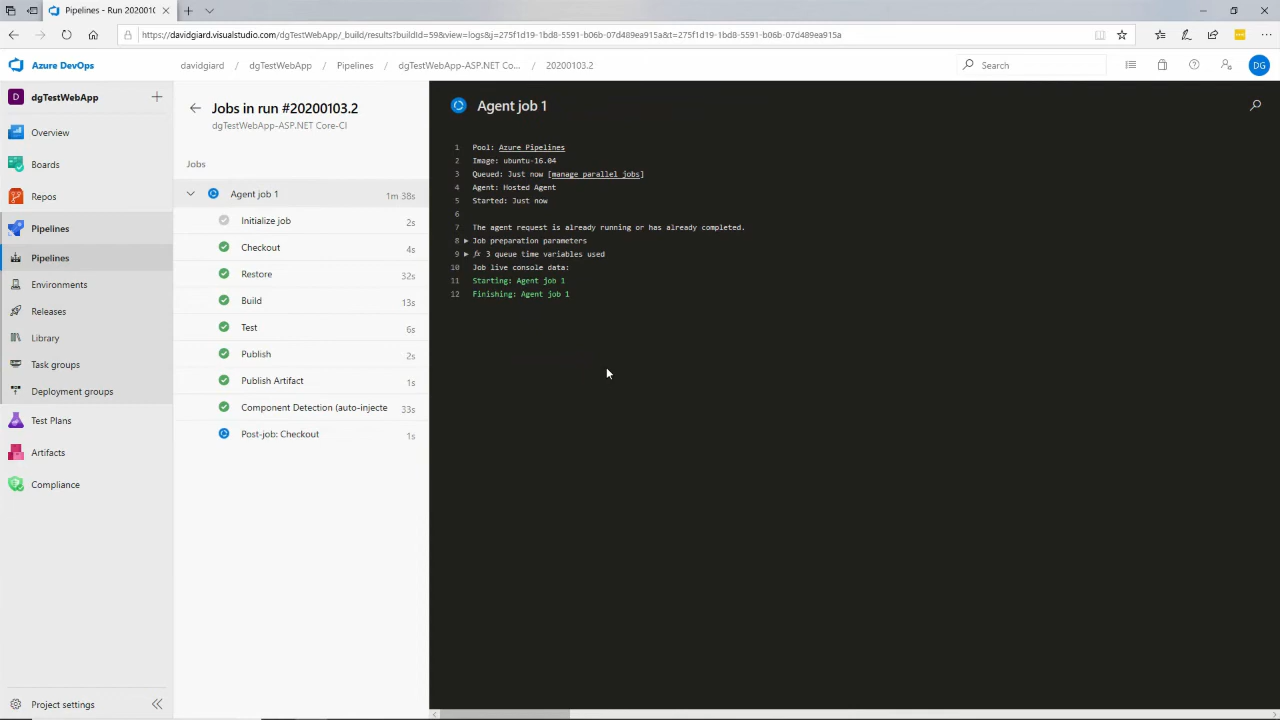 Pipelines - Run 2020010
https://davidgiard.visualstudio.com/dgTestWebApp/_build/results?buildId=59&view=logs&j=275f1d19-1bd8-5591-b06b-07d489ea915a&t=275f1d19-1bd8-5591-b06b-07d489ea915a
Azure DevOps
davidgiard / dgTestWebApp / Pipelines / dgTestWebApp-ASP.NET Co... / 20200103.2
Search
DG
D dgTestWebApp
Overview
Boards
Repos
Pipelines
Pipelines
Environments
Releases
Library
Task groups
Deployment groups
Test Plans
Artifacts
Compliance
Project settings
Jobs in run #20200103.2
dgTestWebApp-ASP.NET Core-CI
Jobs
Agent job 1 1m 38s
Initialize job 2s
Checkout 4s
Restore 32s
Build 13s
Test 6s
Publish 2s
Publish Artifact 1s
Component Detection (auto-injecte 33s
Post-job: Checkout 1s
Agent job 1
1 Pool: Azure Pipelines
2 Image: ubuntu-16.04
3 Queued: Just now [manage parallel jobs]
4 Agent: Hosted Agent
5 Started: Just now
6
7 The agent request is already running or has already completed.
8 Job preparation parameters
9 fx 3 queue time variables used
10 Job live console data:
11 Starting: Agent job 1
12 Finishing: Agent job 1